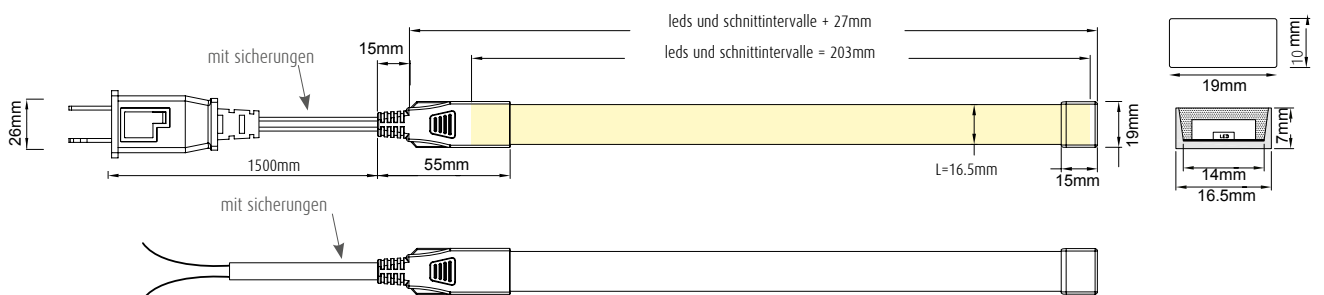 leds und schnittintervalle + 27mm
leds und schnittintervalle = 203mm
mit sicherungen
15mm
26mm
1500mm
55mm
L=16.5mm
15mm
19mm
10mm
19mm
LED
7mm
14mm
16.5mm
mit sicherungen